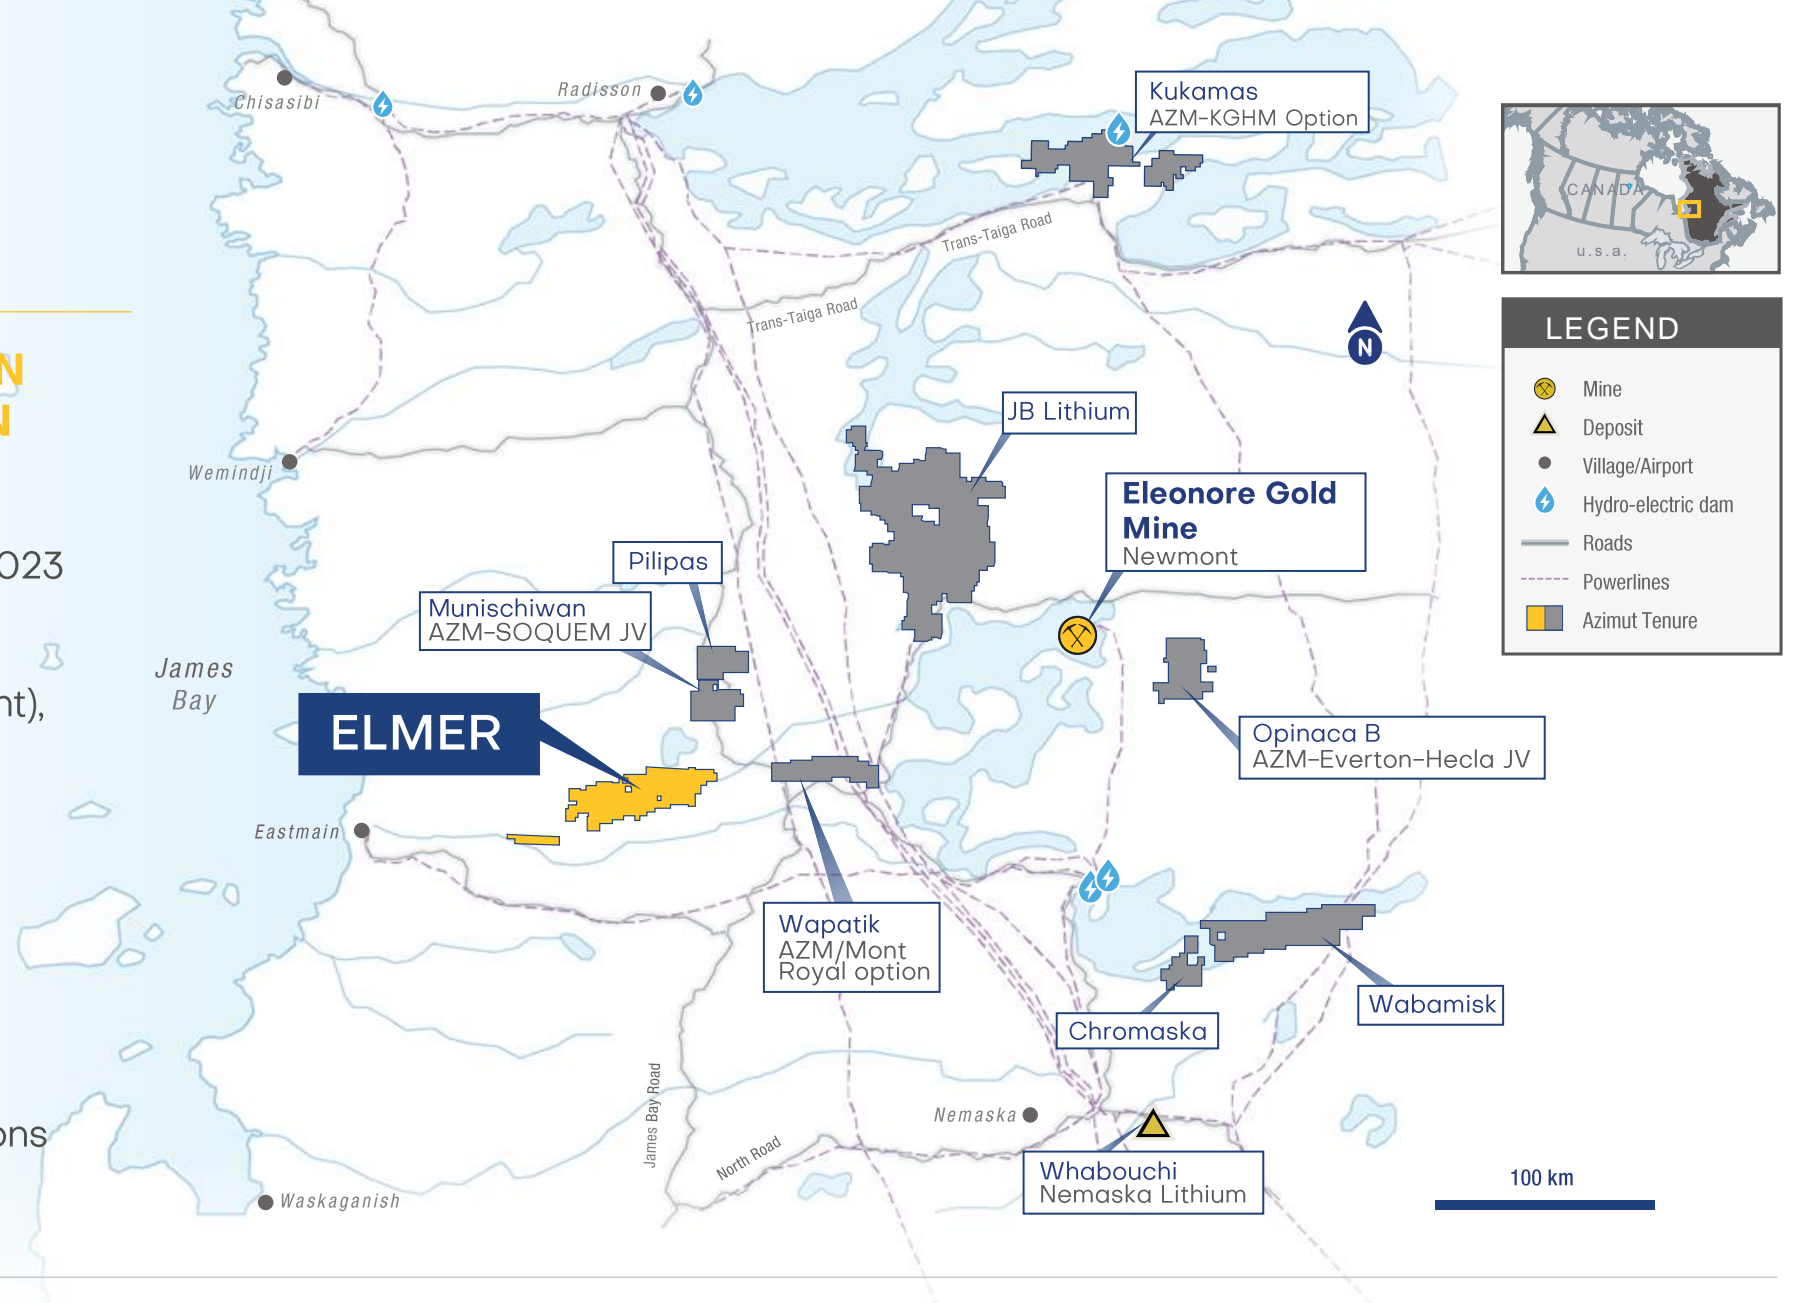 N
N
023
nt),
ons
Chisasibi
Radisson
Kukamas
AZM-KGHM Option
Trans-Taiga Road
Trans-Taiga Road
N
CANADA
u.s.a.
LEGEND
Mine
Deposit
Village/Airport
Hydro-electric dam
Roads
Powerlines
Azimut Tenure
JB Lithium
Wemindji
Eleonore Gold
Mine
Newmont
Pilipas
Munischiwan
AZM-SOQUEM JV
James
Bay
ELMER
Opinaca B
AZM-Everton-Hecla JV
Eastmain
Wapatik
AZM/Mont
Royal option
Wabamisk
Chromaska
James Bay Road
North Road
Nemaska
Whabouchi
Nemaska Lithium
Waskaganish
100 km